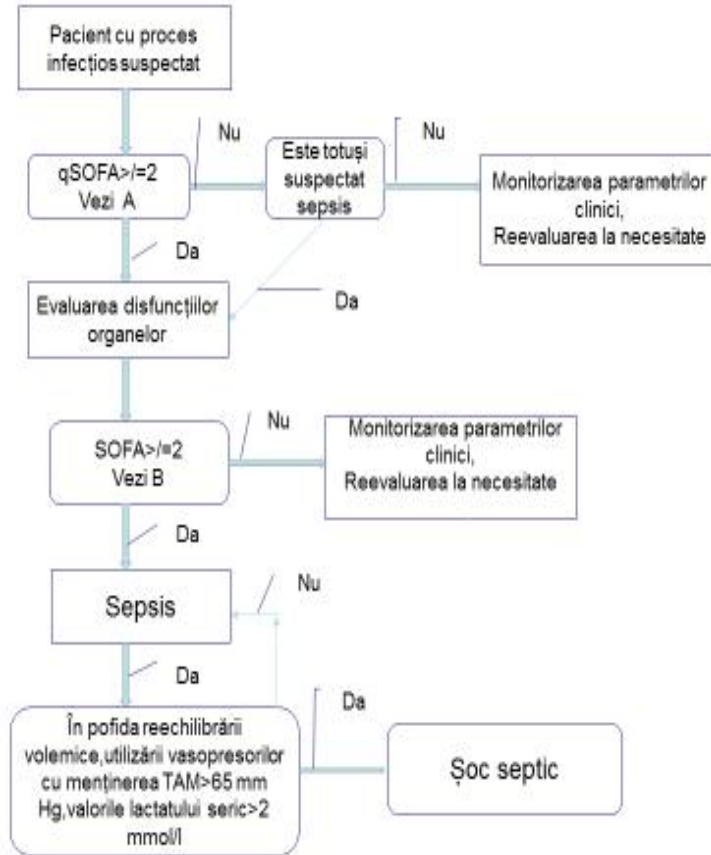 Pacient cu proces
infecțios suspectat
Nu
Nu
qSOFA>/=2
Vezi A
Este totuși
suspectat
sepsis
Monitorizarea parametrilor
clinici,
Reevaluarea la necesitate
Da
Da
Evaluarea disfuncțiilor
organelor
Nu
SOFA>/=2
Vezi B
Monitorizarea parametrilor
clinici,
Reevaluarea la necesitate
Da
Sepsis
Nu
Da
În pofida reechilibrării
volemice,utilizării vasopresorilor
cu menținerea TAM>65 mm
Hg,valorile lactatului seric>2
mmol/l
Da
Șoc septic